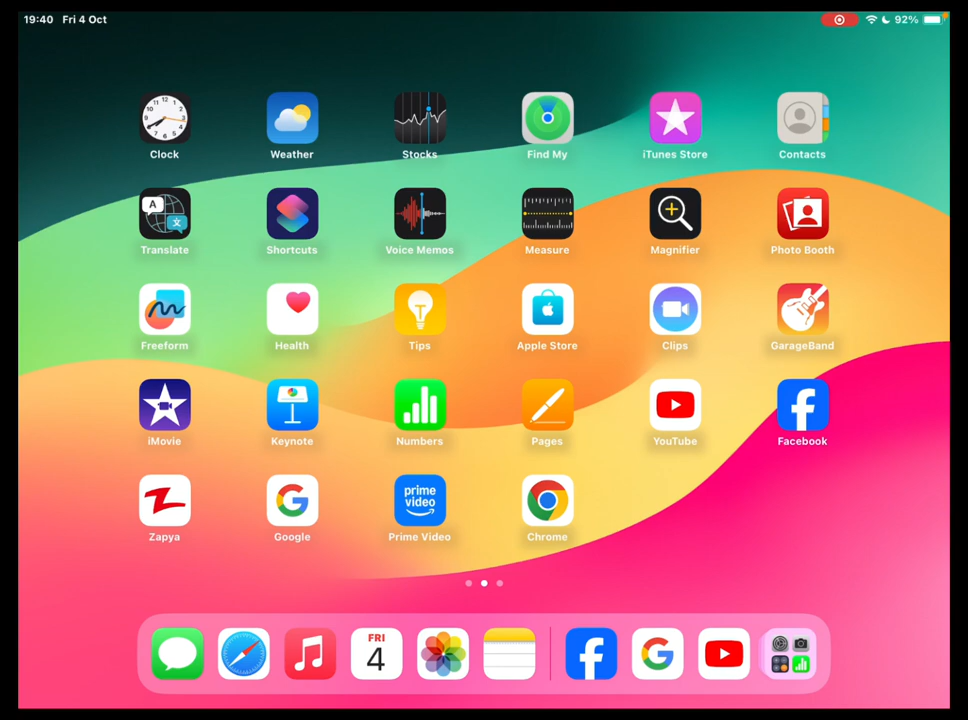 19:40 Fri 4 Oct 92%
Clock Weather Stocks Find My iTunes Store Contacts
A 文
Translate Shortcuts Voice Memos Measure Magnifier Photo Booth
Freeform Health Tips Apple Store Clips GarageBand
iMovie Keynote Numbers Pages YouTube Facebook
prime video
Zapya Google Prime Video Chrome
FRI
4